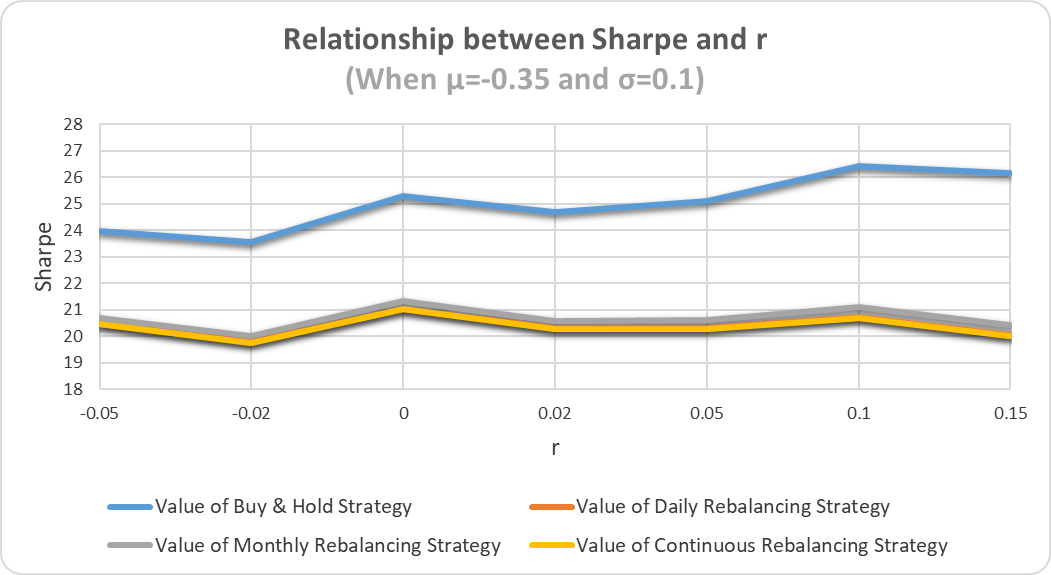 Relationship between Sharpe and r
(When μ=-0.35 and σ=0.1)
28
27
26
25
24
23
22
21
20
19
18
Sharpe
-0.05 -0.02 0 0.02 0.05 0.1 0.15
r
Value of Buy & Hold Strategy Value of Daily Rebalancing Strategy
Value of Monthly Rebalancing Strategy Value of Continuous Rebalancing Strategy